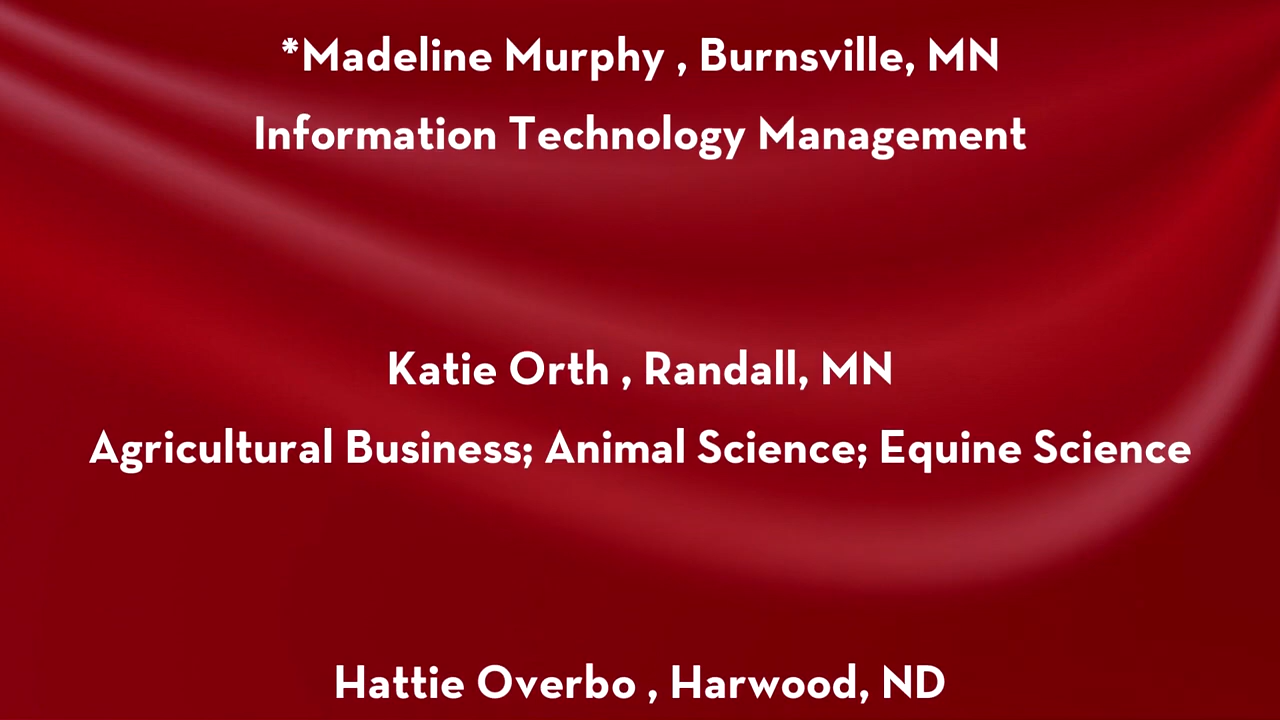 *Madeline Murphy , Burnsville, MN
Information Technology Management
Katie Orth , Randall, MN
Agricultural Business; Animal Science; Equine Science
Hattie Overbo , Harwood, ND